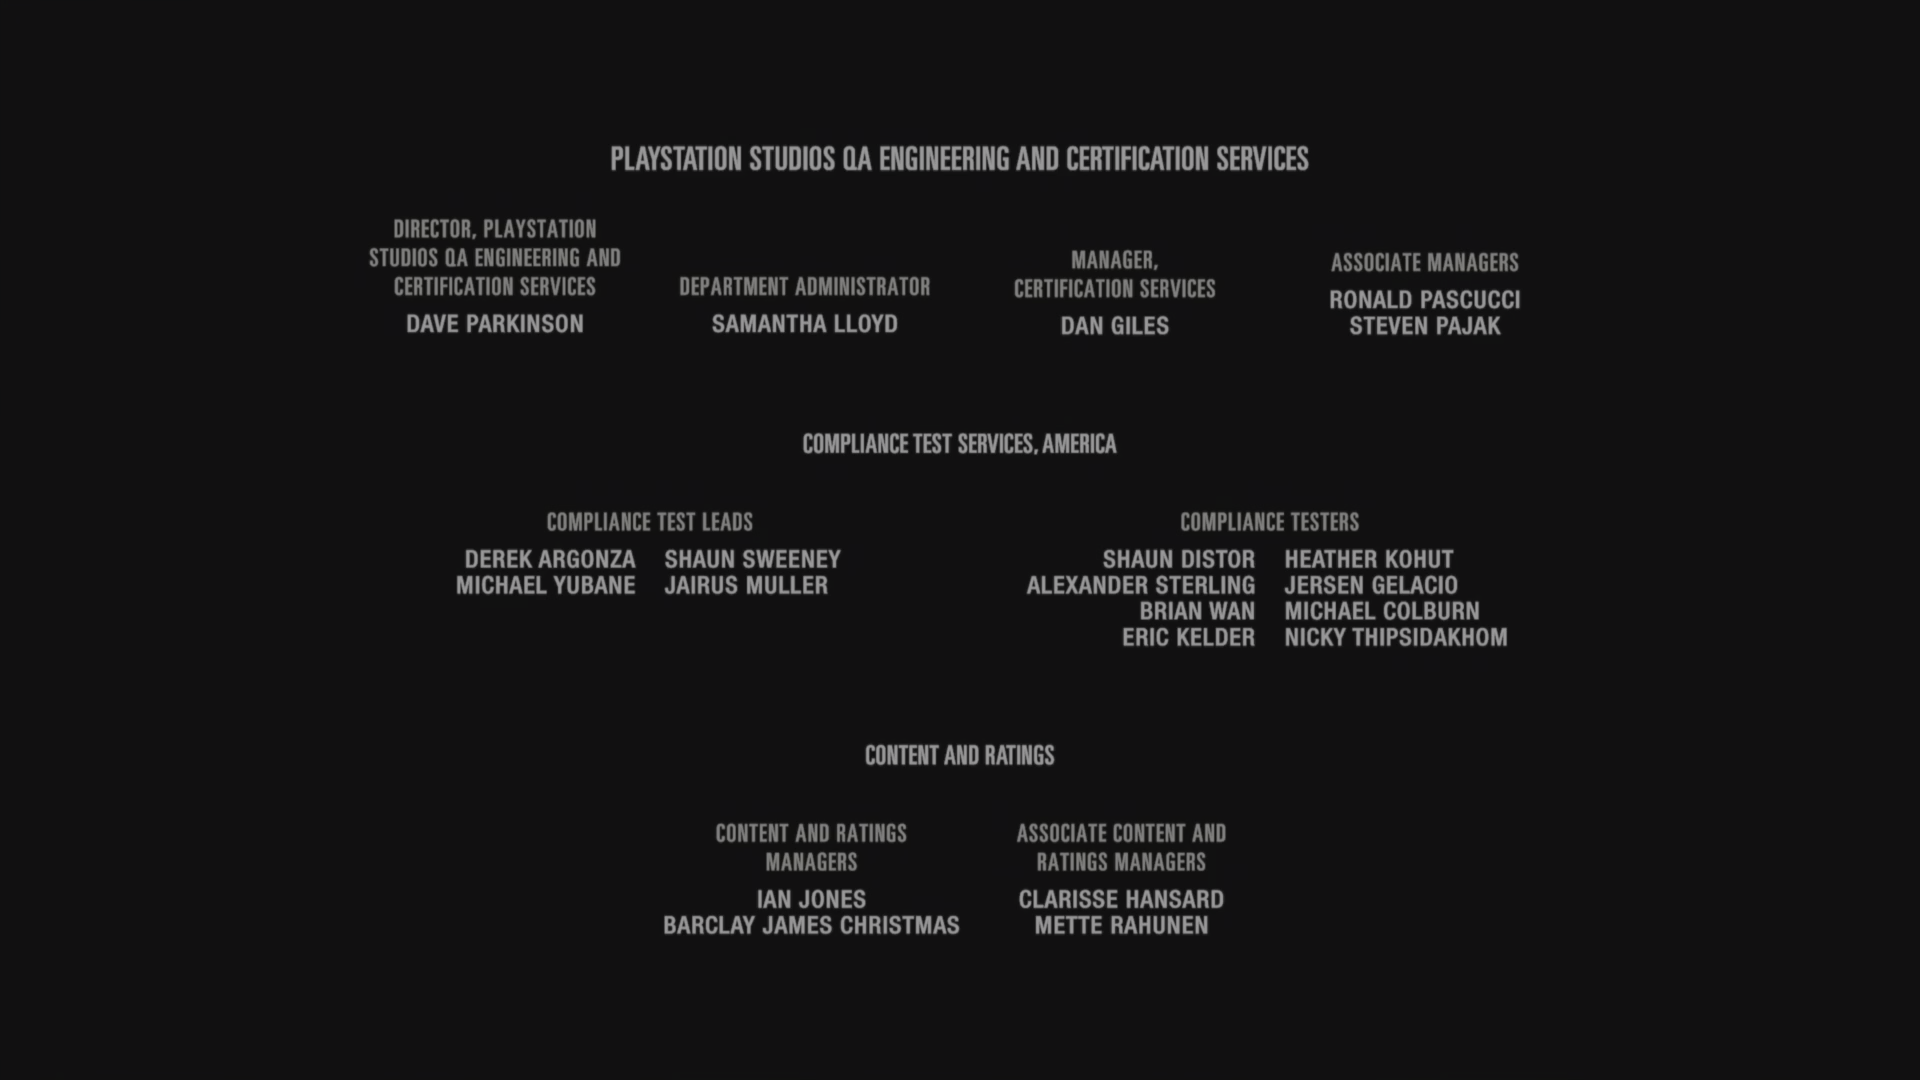 PLAYSTATION STUDIOS QA ENGINEERING AND CERTIFICATION SERVICES
DIRECTOR, PLAYSTATION
STUDIOS QA ENGINEERING AND
CERTIFICATION SERVICES
DAVE PARKINSON
DEPARTMENT ADMINISTRATOR
SAMANTHA LLOYD
MANAGER,
CERTIFICATION SERVICES
DAN GILES
ASSOCIATE MANAGERS
RONALD PASCUCCI
STEVEN PAJAK
COMPLIANCE TEST SERVICES, AMERICA
COMPLIANCE TEST LEADS
DEREK ARGONZA SHAUN SWEENEY
MICHAEL YUBANE JAIRUS MULLER
COMPLIANCE TESTERS
SHAUN DISTOR HEATHER KOHUT
ALEXANDER STERLING JERSEN GELACIO
BRIAN WAN MICHAEL COLBURN
ERIC KELDER NICKY THIPSIDAKHOM
CONTENT AND RATINGS
CONTENT AND RATINGS
MANAGERS
IAN JONES
BARCLAY JAMES CHRISTMAS
ASSOCIATE CONTENT AND
RATINGS MANAGERS
CLARISSE HANSARD
METTE RAHUNEN